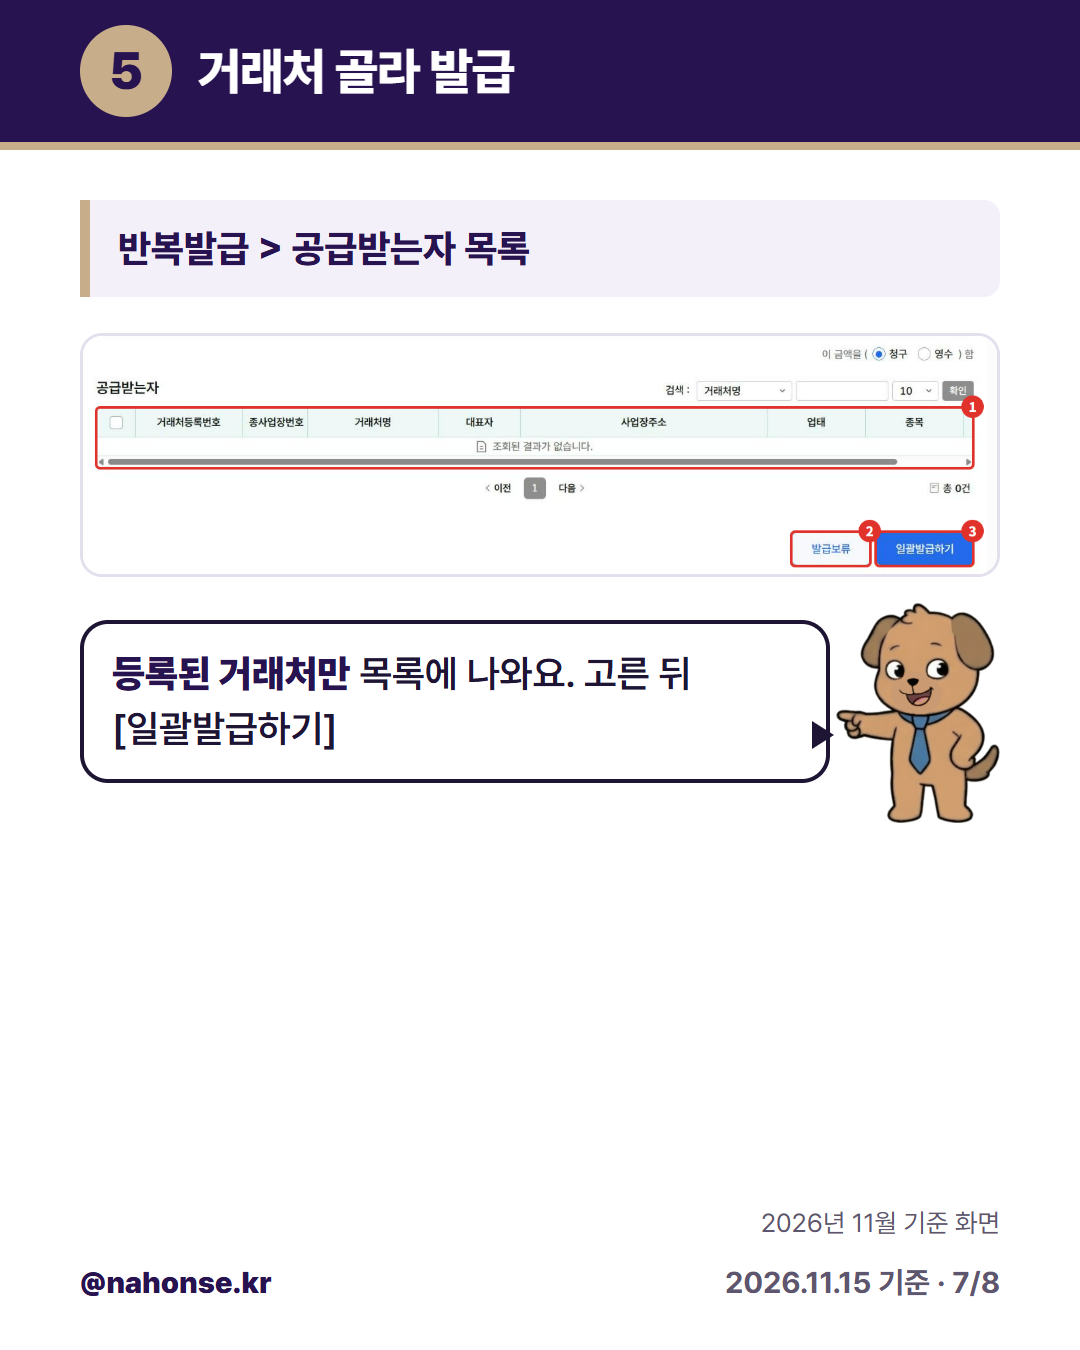 5 거래처 골라 발급
반복발급 > 공급받는자 목록
이 금액을 ( 청구 영수 ) 함
공급받는자 검색 : 거래처명 10 확인
1
거래처등록번호 종사업장번호 거래처명 대표자 사업장주소 업태 종목
조회된 결과가 없습니다.
이전 1 다음 총 0건
2 3
발급보류 일괄발급하기
등록된 거래처만 목록에 나와요. 고른 뒤
[일괄발급하기]
2026년 11월 기준 화면
@nahonse.kr 2026.11.15 기준 · 7/8